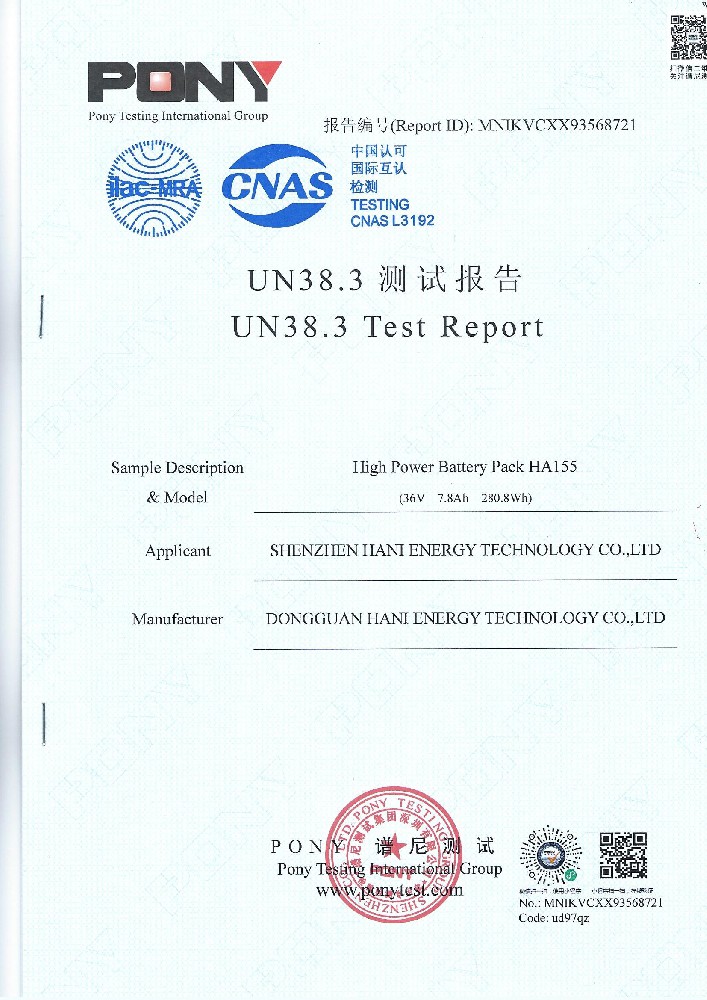 PONY
Pony Testing International Group
报告编号(Report ID): MNIKVCXX93568721
ilac-MRA
CNAS
中国认可
国际互认
检测
TESTING
CNAS L3192
UN38.3 测试报告
UN38.3 Test Report
Sample Description
& Model
High Power Battery Pack HA155
(36V 7.8Ah 280.8Wh)
Applicant
SHENZHEN HANI ENERGY TECHNOLOGY CO.,LTD
Manufacturer
DONGGUAN HANI ENERGY TECHNOLOGY CO.,LTD
PONY 谱尼测试
Pony Testing International Group
www.ponytest.com
No.: MNIKVCXX93568721
Code: ud97qz